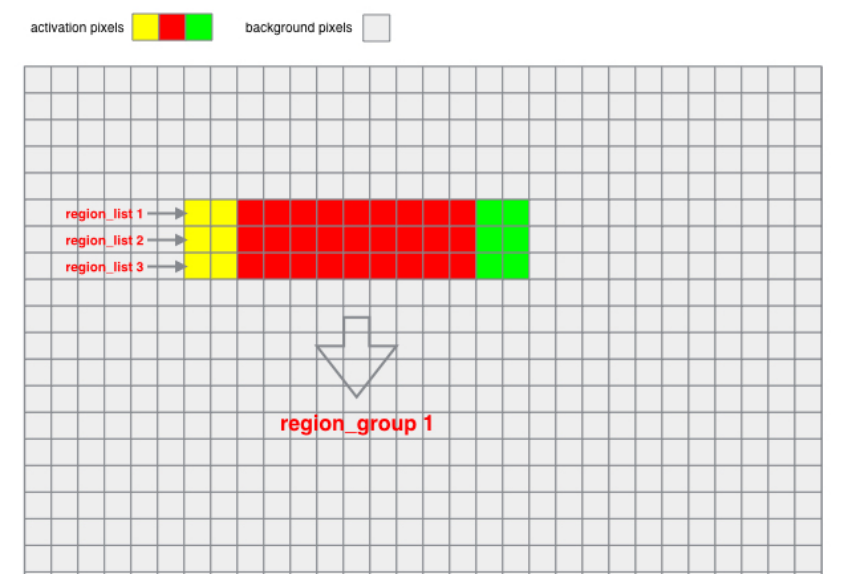 activation pixels background pixels
region_list 1
region_list 2
region_list 3
region_group 1